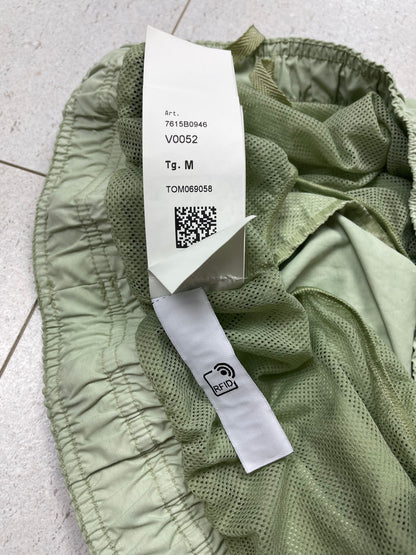 Art.
7615B0946
V0052
Tg. M
TOM069058
RFID